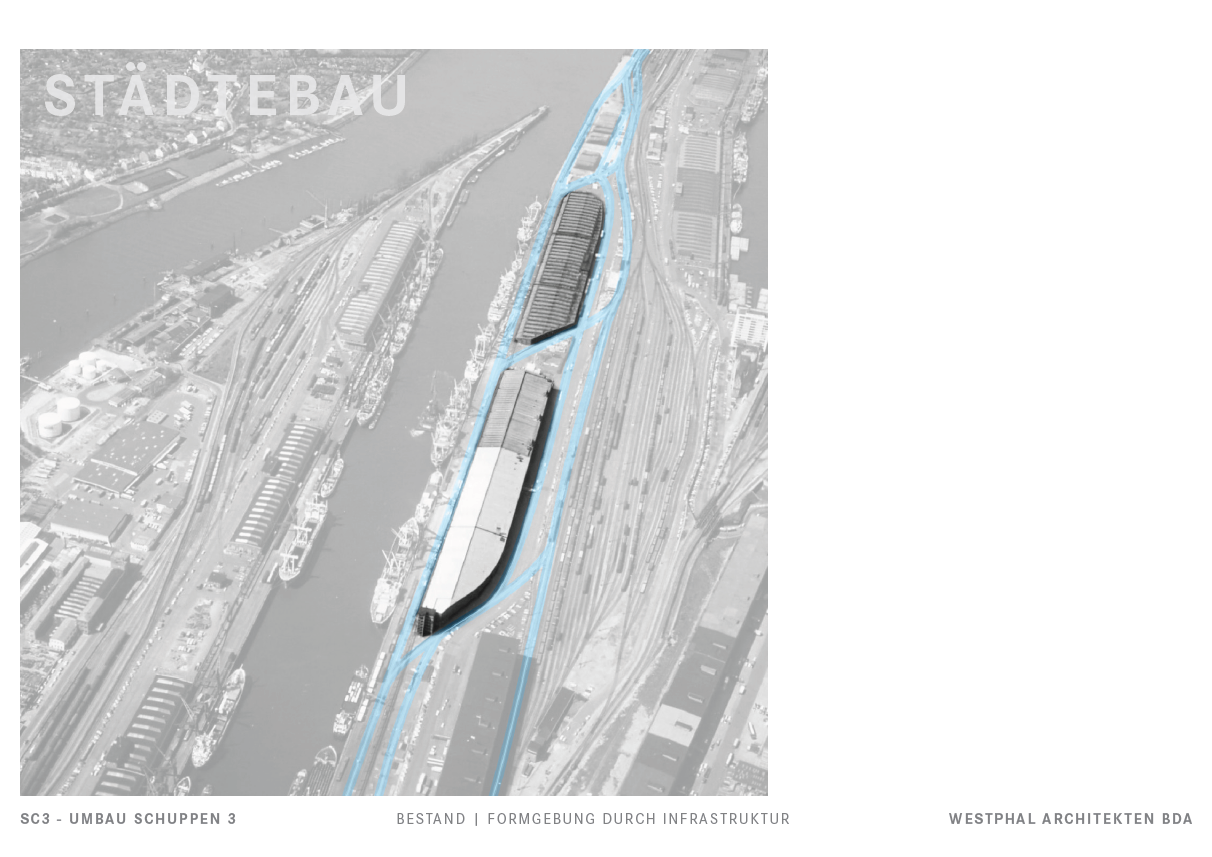 STÄDTEBAU
SC3 - UMBAU SCHUPPEN 3
BESTAND | FORMGEBUNG DURCH INFRASTRUKTUR
WESTPHAL ARCHITEKTEN BDA